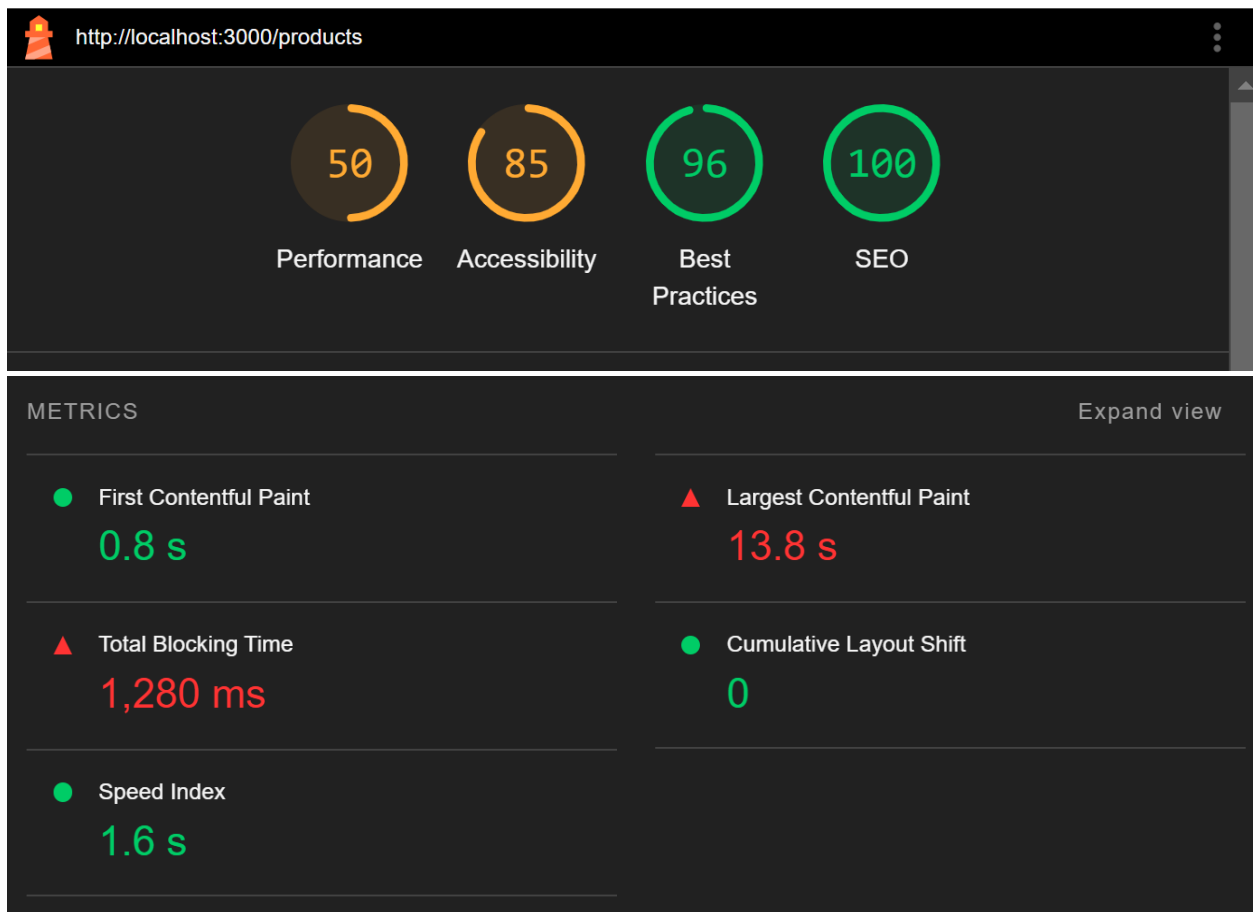 http://localhost:3000/products
50 85 96 100
Performance Accessibility Best SEO
Practices
METRICS Expand view
First Contentful Paint
0.8 s
Largest Contentful Paint
13.8 s
Total Blocking Time
1,280 ms
Cumulative Layout Shift
0
Speed Index
1.6 s